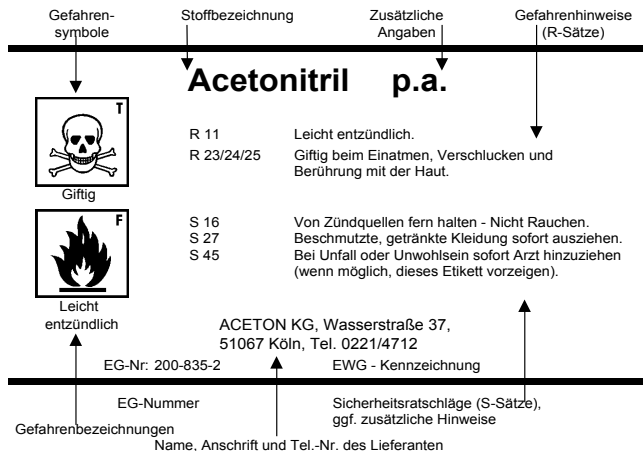 Gefahren-
symbole
Stoffbezeichnung
Zusätzliche
Angaben
Gefahrenhinweise
(R-Sätze)
Acetonitril p.a.
T
Giftig
R 11 Leicht entzündlich.
R 23/24/25 Giftig beim Einatmen, Verschlucken und
Berührung mit der Haut.
F
Leicht
entzündlich
S 16 Von Zündquellen fern halten - Nicht Rauchen.
S 27 Beschmutzte, getränkte Kleidung sofort ausziehen.
S 45 Bei Unfall oder Unwohlsein sofort Arzt hinzuziehen
(wenn möglich, dieses Etikett vorzeigen).
ACETON KG, Wasserstraße 37,
51067 Köln, Tel. 0221/4712
EG-Nr: 200-835-2 EWG - Kennzeichnung
EG-Nummer
Sicherheitsratschläge (S-Sätze),
ggf. zusätzliche Hinweise
Gefahrenbezeichnungen
Name, Anschrift und Tel.-Nr. des Lieferanten